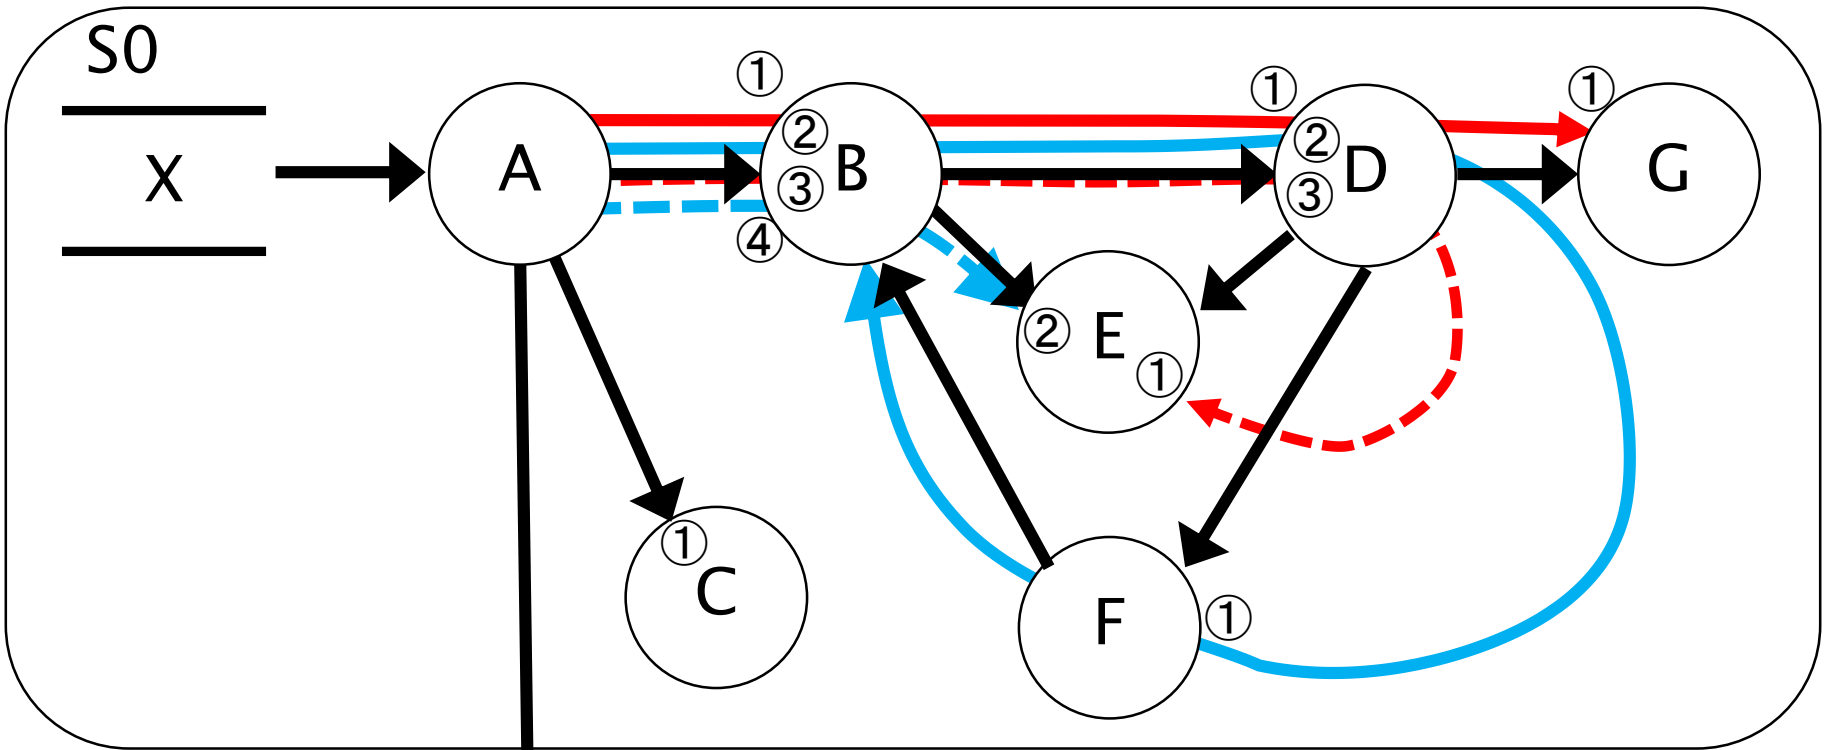 S0
X
A
①
②
③
④
B
①
②
③
D
①
G
②
E
①
①
C
F
①